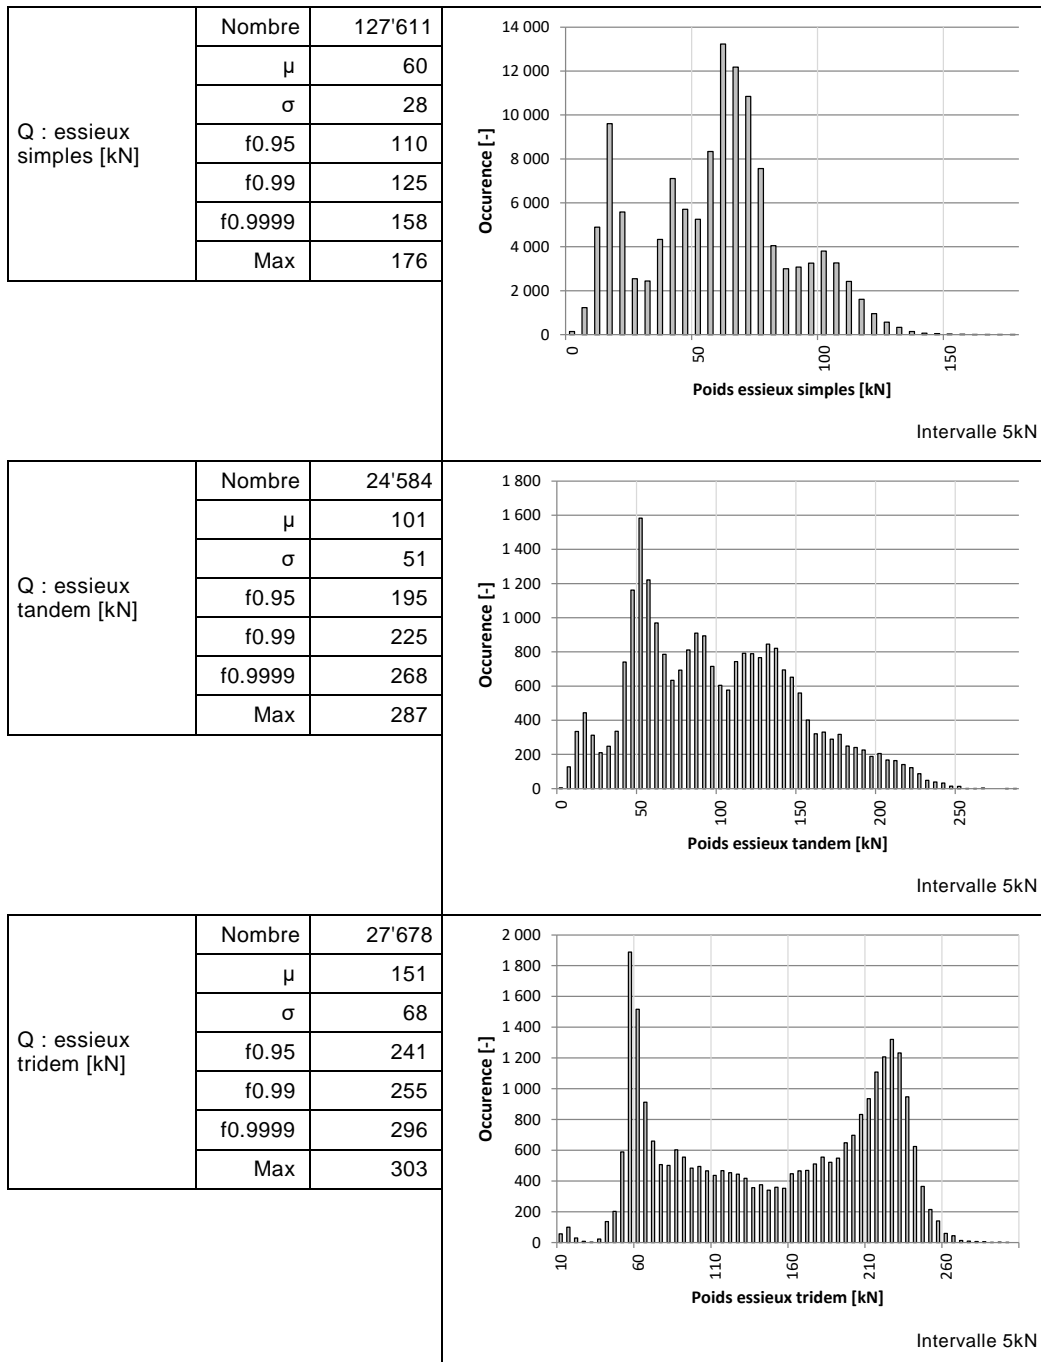 Q : essieux
simples [kN]
Nombre 127'611
µ 60
σ 28
f0.95 110
f0.99 125
f0.9999 158
Max 176
Occurence [-]
14 000
12 000
10 000
8 000
6 000
4 000
2 000
0
0 50 100 150
Poids essieux simples [kN]
Intervalle 5kN
Q : essieux
tandem [kN]
Nombre 24'584
µ 101
σ 51
f0.95 195
f0.99 225
f0.9999 268
Max 287
Occurence [-]
1 800
1 600
1 400
1 200
1 000
800
600
400
200
0
0 50 100 150 200 250
Poids essieux tandem [kN]
Intervalle 5kN
Q : essieux
tridem [kN]
Nombre 27'678
µ 151
σ 68
f0.95 241
f0.99 255
f0.9999 296
Max 303
Occurence [-]
2 000
1 800
1 600
1 400
1 200
1 000
800
600
400
200
0
10 60 110 160 210 260
Poids essieux tridem [kN]
Intervalle 5kN